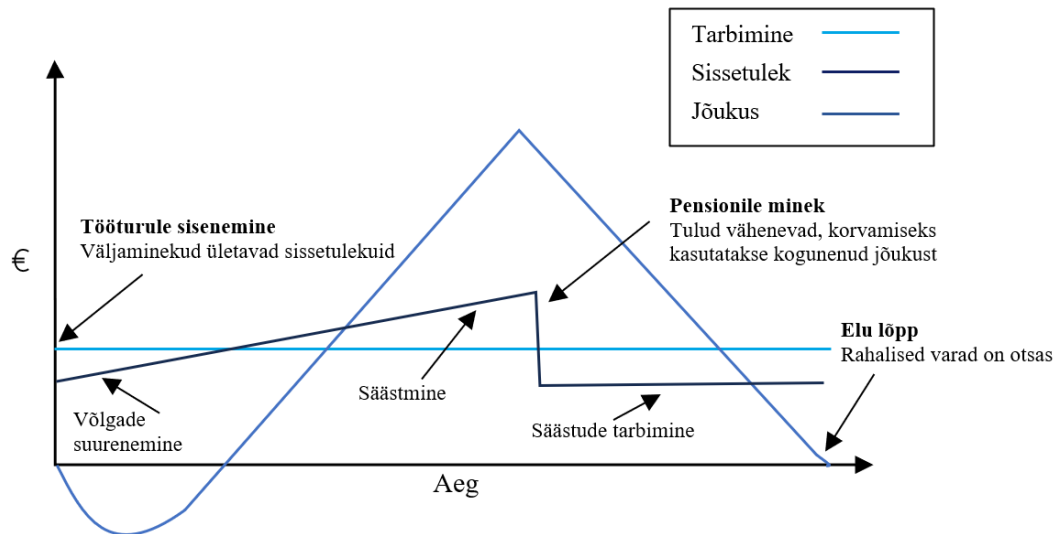 Tarbimine
Sissetulek
Jõukus
Tööturule sisenemine
Väljaminekud ületavad sissetulekuid
Pensionile minek
Tulud vähenevad, korvamiseks
kasutatakse kogunenud jõukust
€
Elu lõpp
Rahalised varad on otsas
Võlgade
suurenemine
Säästmine
Säästude tarbimine
Aeg